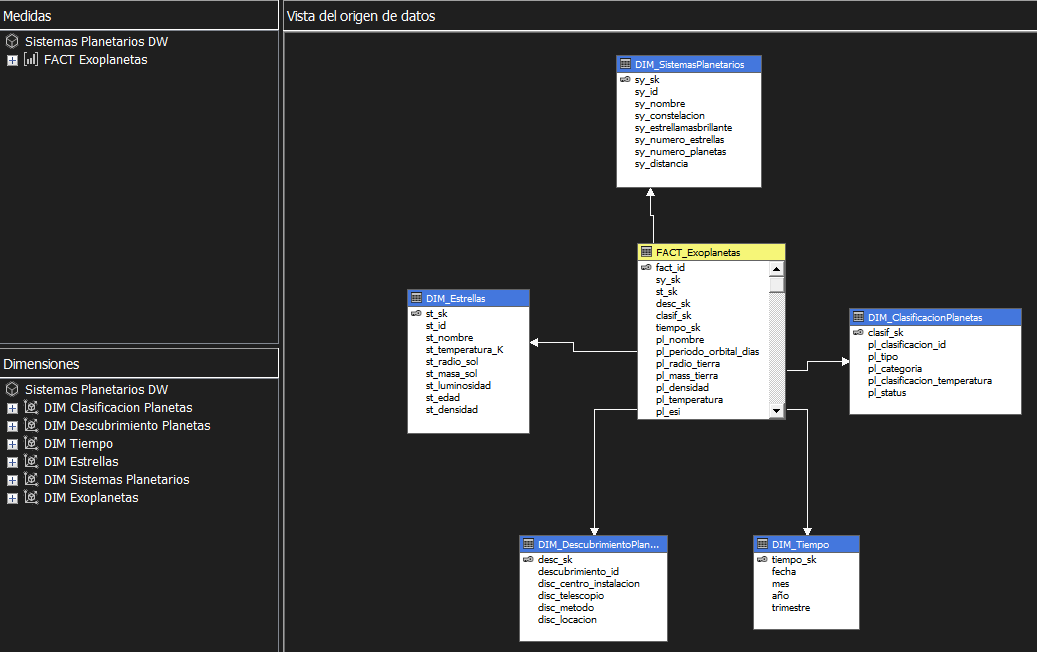 Medidas
Sistemas Planetarios DW
FACT Exoplanetas
Dimensiones
Sistemas Planetarios DW
DIM Clasificacion Planetas
DIM Descubrimiento Planetas
DIM Tiempo
DIM Estrellas
DIM Sistemas Planetarios
DIM Exoplanetas
Vista del origen de datos
DIM_SistemasPlanetarios
sy_sk
sy_id
sy_nombre
sy_constelacion
sy_estrellamasbrillante
sy_numero_estrellas
sy_numero_planetas
sy_distancia
FACT_Exoplanetas
fact_id
sy_sk
st_sk
desc_sk
clasif_sk
tiempo_sk
pl_nombre
pl_periodo_orbital_dias
pl_radio_tierra
pl_mass_tierra
pl_densidad
pl_temperatura
pl_esi
DIM_Estrellas
st_sk
st_id
st_nombre
st_temperatura_K
st_radio_sol
st_masa_sol
st_luminosidad
st_edad
st_densidad
DIM_ClasificacionPlanetas
clasif_sk
pl_clasificacion_id
pl_tipo
pl_categoria
pl_clasificacion_temperatura
pl_status
DIM_DescubrimientoPlan...
desc_sk
descubrimiento_id
disc_centro_instalacion
disc_telescopio
disc_metodo
disc_locacion
DIM_Tiempo
tiempo_sk
fecha
mes
año
trimestre